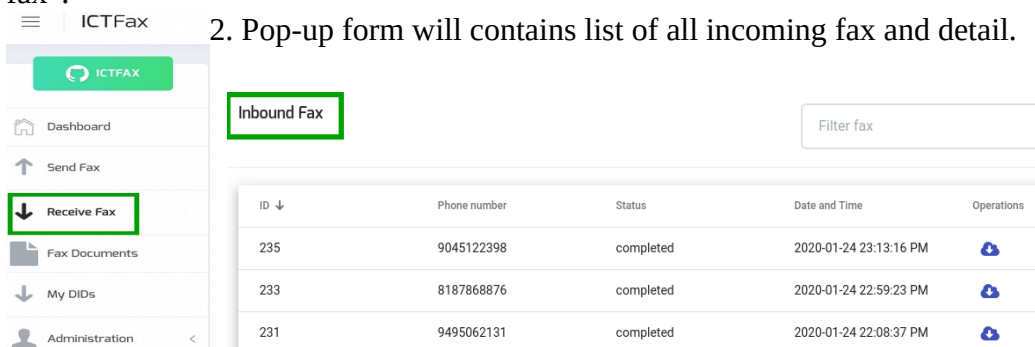 ICTFax
2. Pop-up form will contains list of all incoming fax and detail.
ICTFAX
Dashboard
Send Fax
Receive Fax
Fax Documents
My DIDs
Administration <
Inbound Fax
Filter fax
ID ↓ Phone number Status Date and Time Operations
235 9045122398 completed 2020-01-24 23:13:16 PM
233 8187868876 completed 2020-01-24 22:59:23 PM
231 9495062131 completed 2020-01-24 22:08:37 PM